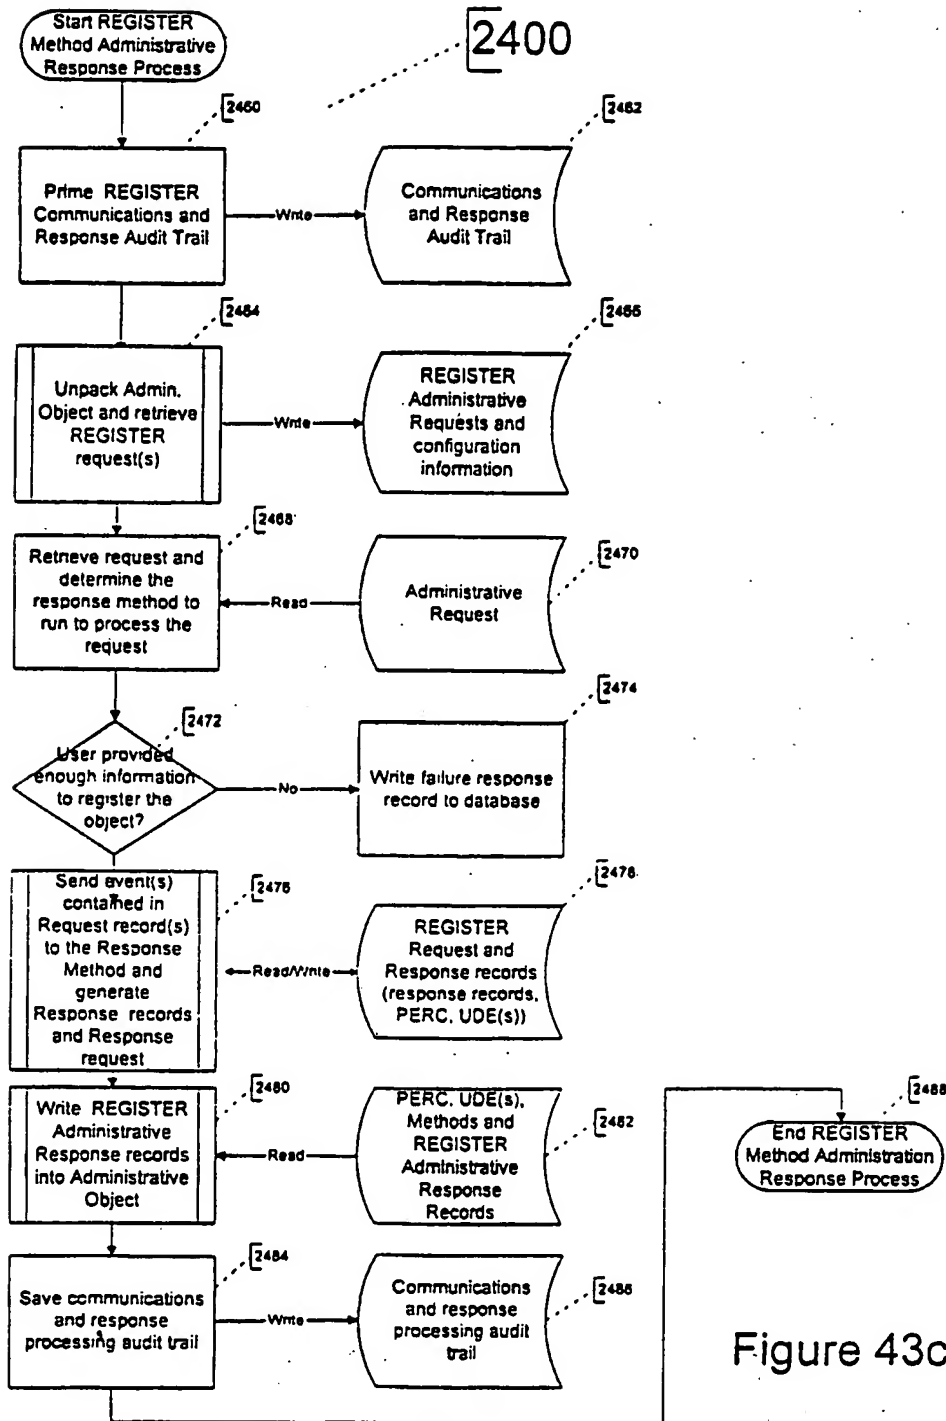 Start REGISTER
Method Administrative
Response Process
2400
2460
2462
Prime REGISTER
Communications and
Response Audit Trail
Write
Communications
and Response
Audit Trail
2464
2466
Unpack Admin.
Object and retrieve
REGISTER
request(s)
Write
REGISTER
Administrative
Requests and
configuration
information
2468
2470
Retrieve request and
determine the
response method to
run to process the
request
Read
Administrative
Request
2472
2474
User provided
enough information
to register the
object?
No
Write failure response
record to database
2476
2478
Send event(s)
contained in
Request record(s)
to the Response
Method and
generate
Response records
and Response
request
Read/Write
REGISTER
Request and
Response records
(response records,
PERC, UDE(s))
2480
2482
Write REGISTER
Administrative
Response records
into Administrative
Object
Read
PERC, UDE(s),
Methods and
REGISTER
Administrative
Response
Records
2488
End REGISTER
Method Administration
Response Process
2484
2486
Save communications
and response
processing audit trail
Write
Communications
and response
processing audit
trail
Figure 43c